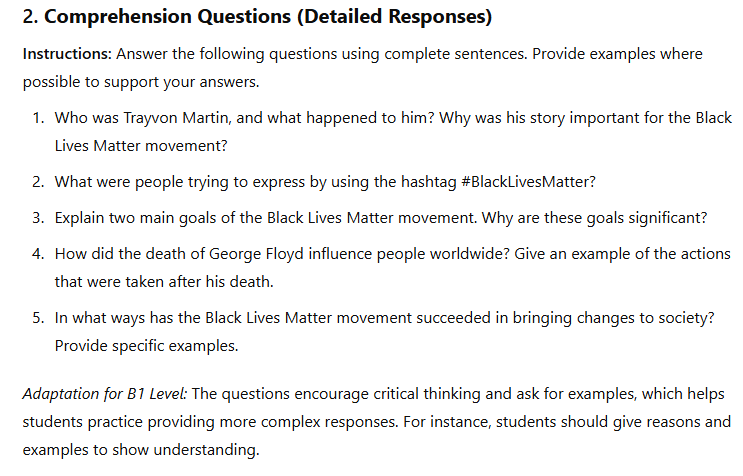 2. Comprehension Questions (Detailed Responses)
Instructions: Answer the following questions using complete sentences. Provide examples where
possible to support your answers.
1. Who was Trayvon Martin, and what happened to him? Why was his story important for the Black
Lives Matter movement?
2. What were people trying to express by using the hashtag #BlackLivesMatter?
3. Explain two main goals of the Black Lives Matter movement. Why are these goals significant?
4. How did the death of George Floyd influence people worldwide? Give an example of the actions
that were taken after his death.
5. In what ways has the Black Lives Matter movement succeeded in bringing changes to society?
Provide specific examples.
Adaptation for B1 Level: The questions encourage critical thinking and ask for examples, which helps
students practice providing more complex responses. For instance, students should give reasons and
examples to show understanding.